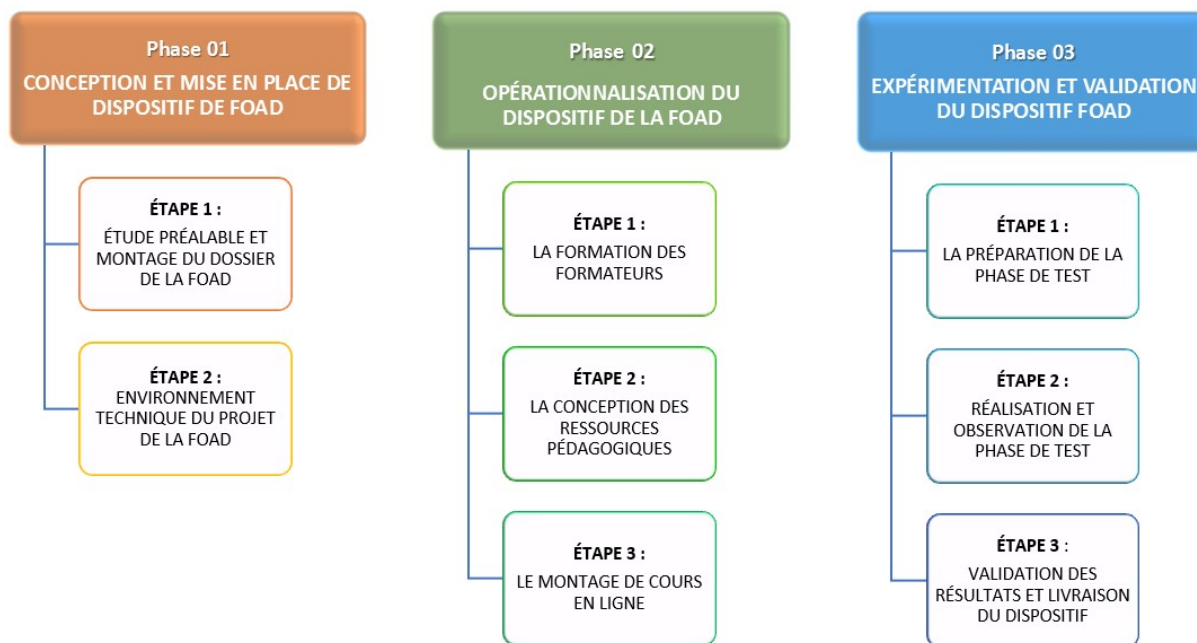 Phase 01
CONCEPTION ET MISE EN PLACE DE
DISPOSITIF DE FOAD
ÉTAPE 1 :
ÉTUDE PRÉALABLE ET
MONTAGE DU DOSSIER
DE LA FOAD
ÉTAPE 2 :
ENVIRONNEMENT
TECHNIQUE DU PROJET
DE LA FOAD
Phase 02
OPÉRATIONNALISATION DU
DISPOSITIF DE LA FOAD
ÉTAPE 1 :
LA FORMATION DES
FORMATEURS
ÉTAPE 2 :
LA CONCEPTION DES
RESSOURCES
PÉDAGOGIQUES
ÉTAPE 3 :
LE MONTAGE DE COURS
EN LIGNE
Phase 03
EXPÉRIMENTATION ET VALIDATION
DU DISPOSITIF FOAD
ÉTAPE 1 :
LA PRÉPARATION DE LA
PHASE DE TEST
ÉTAPE 2 :
RÉALISATION ET
OBSERVATION DE LA
PHASE DE TEST
ÉTAPE 3 :
VALIDATION DES
RÉSULTATS ET LIVRAISON
DU DISPOSITIF